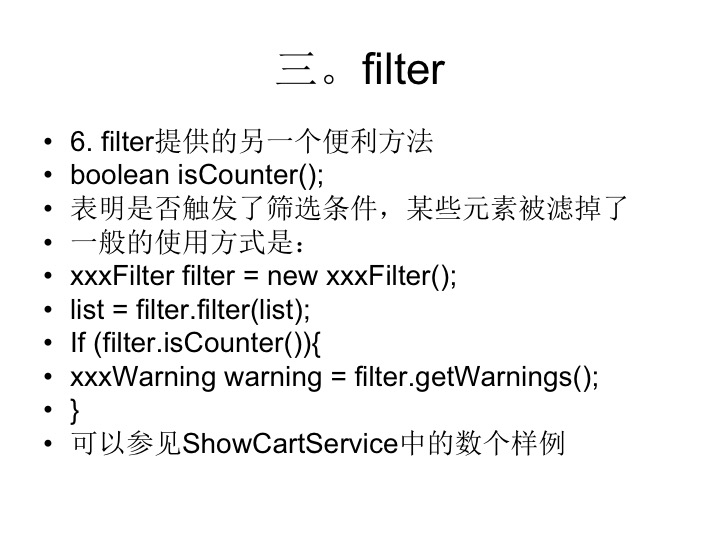 三。filter
• 6. filter提供的另一个便利方法
• boolean isCounter();
• 表明是否触发了筛选条件，某些元素被滤掉了
• 一般的使用方式是：
• xxxFilter filter = new xxxFilter();
• list = filter.filter(list);
• If (filter.isCounter()){
• xxxWarning warning = filter.getWarnings();
• }
• 可以参见ShowCartService中的数个样例